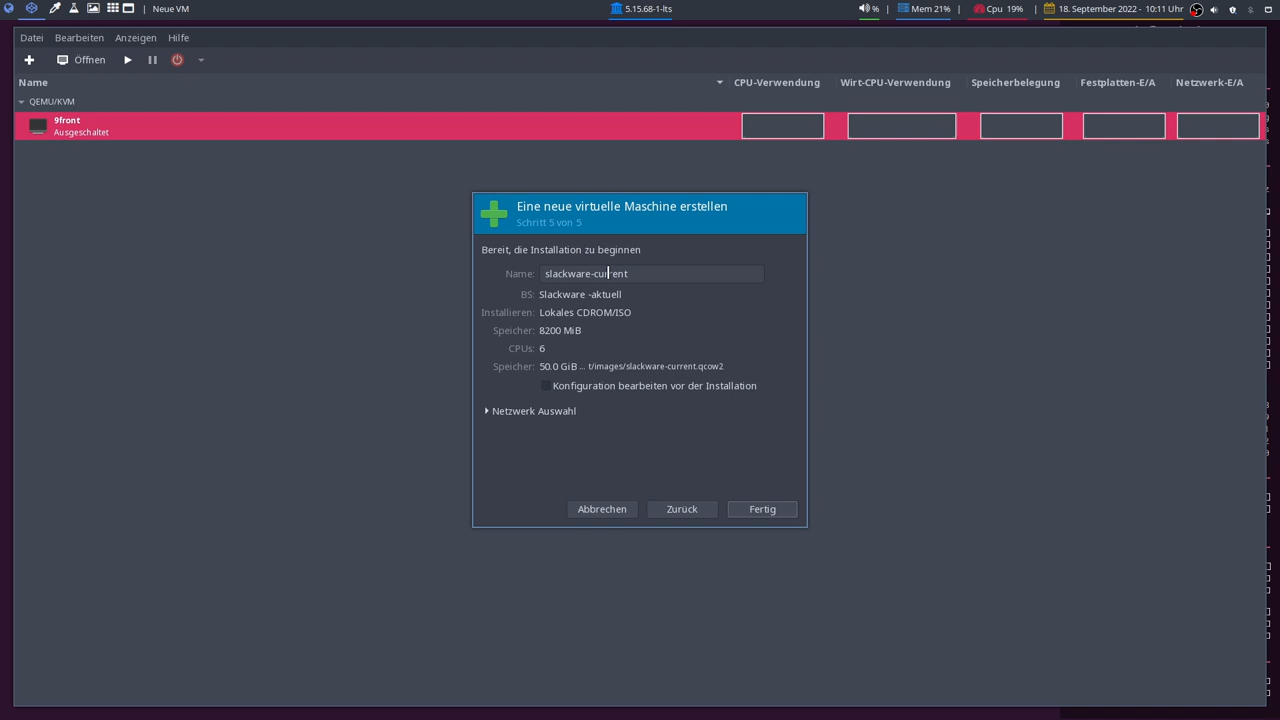 Neue VM
5.15.68-1-lts
% | Mem 21% | Cpu 19% | 18. September 2022 - 10:11 Uhr
Datei Bearbeiten Anzeigen Hilfe
Öffnen
Name CPU-Verwendung Wirt-CPU-Verwendung Speicherbelegung Festplatten-E/A Netzwerk-E/A
QEMU/KVM
9front
Ausgeschaltet
Eine neue virtuelle Maschine erstellen
Schritt 5 von 5
Bereit, die Installation zu beginnen
Name: slackware-current
BS: Slackware -aktuell
Installieren: Lokales CDROM/ISO
Speicher: 8200 MiB
CPUs: 6
Speicher: 50.0 GiB ... t/images/slackware-current.qcow2
Konfiguration bearbeiten vor der Installation
Netzwerk Auswahl
Abbrechen Zurück Fertig